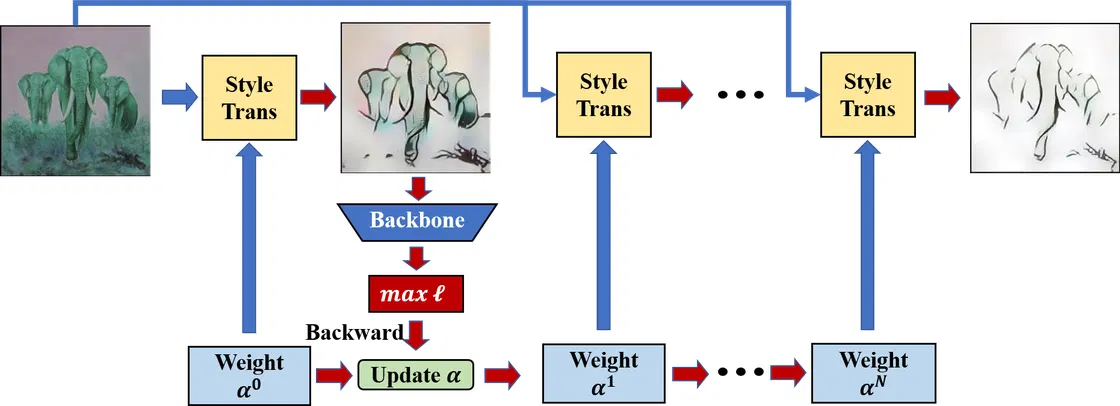 Style
Trans
Style
Trans
• • •
Style
Trans
Backbone
max ℓ
Backward
Weight
α⁰
Update α
Weight
α¹
• • •
Weight
αᴺ